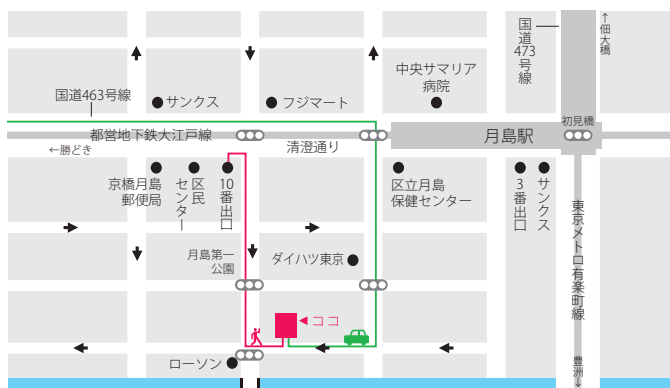 国道
473
号線
↑佃大橋
中央サマリア
病院
国道463号線
サンクス
フジマート
初見橋
都営地下鉄大江戸線
月島駅
清澄通り
←勝どき
京橋月島
郵便局
区民
センター
10番出口
区立月島
保健センター
3番出口
サンクス
東京メトロ有楽町線
月島第一
公園
ダイハツ東京
ココ
ローソン
豊洲→